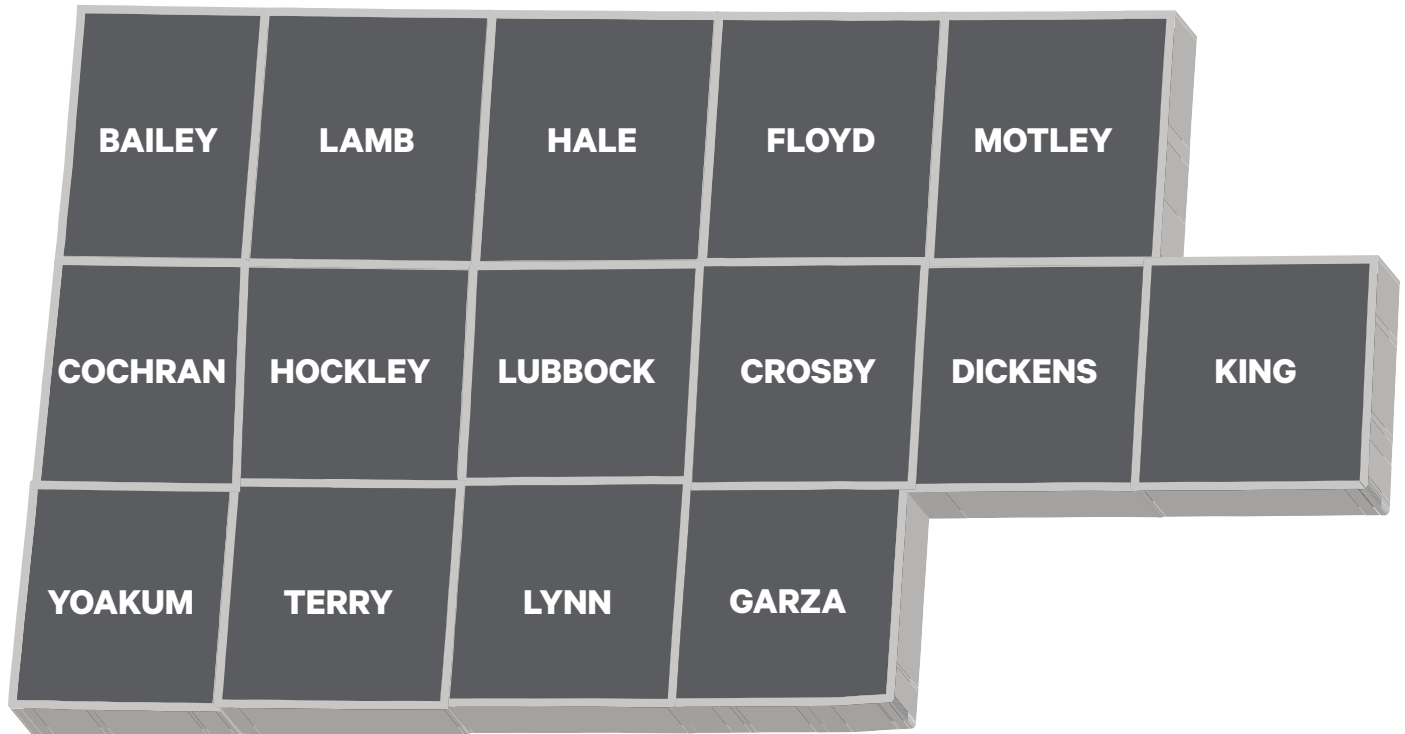 BAILEY LAMB HALE FLOYD MOTLEY
COCHRAN HOCKLEY LUBBOCK CROSBY DICKENS KING
YOAKUM TERRY LYNN GARZA